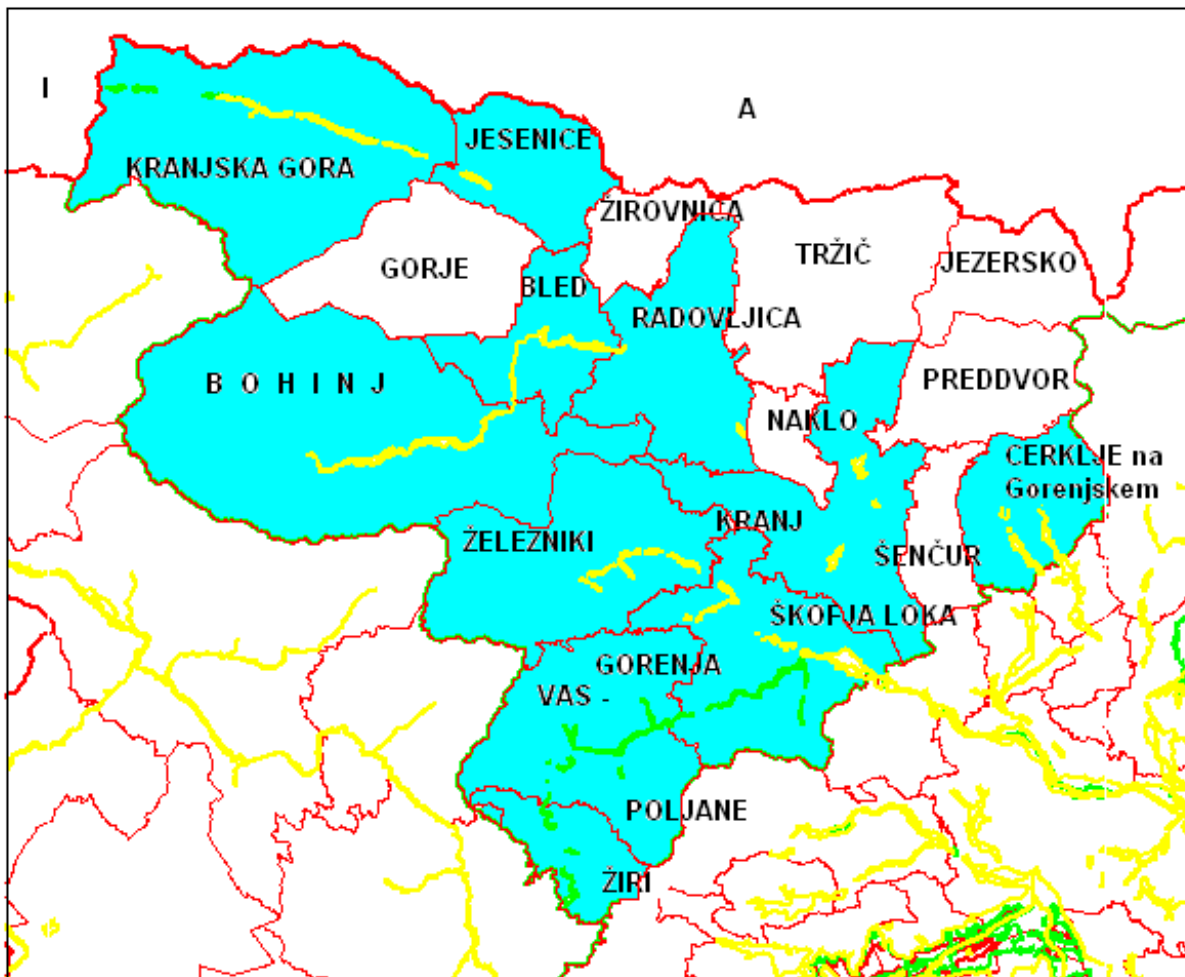 I
A
JESENICE
KRANJSKA GORA
ŽIROVNICA
TRŽIČ
GORJE
JEZERSKO
BLED
RADOVLJICA
B O H I N J
PREDDVOR
NAKLO
CERKLJE na
Gorenjskem
KRANJ
ŽELEZNIKI
ŠENČUR
ŠKOFJA LOKA
GORENJA
VAS -
POLJANE
ŽIRI